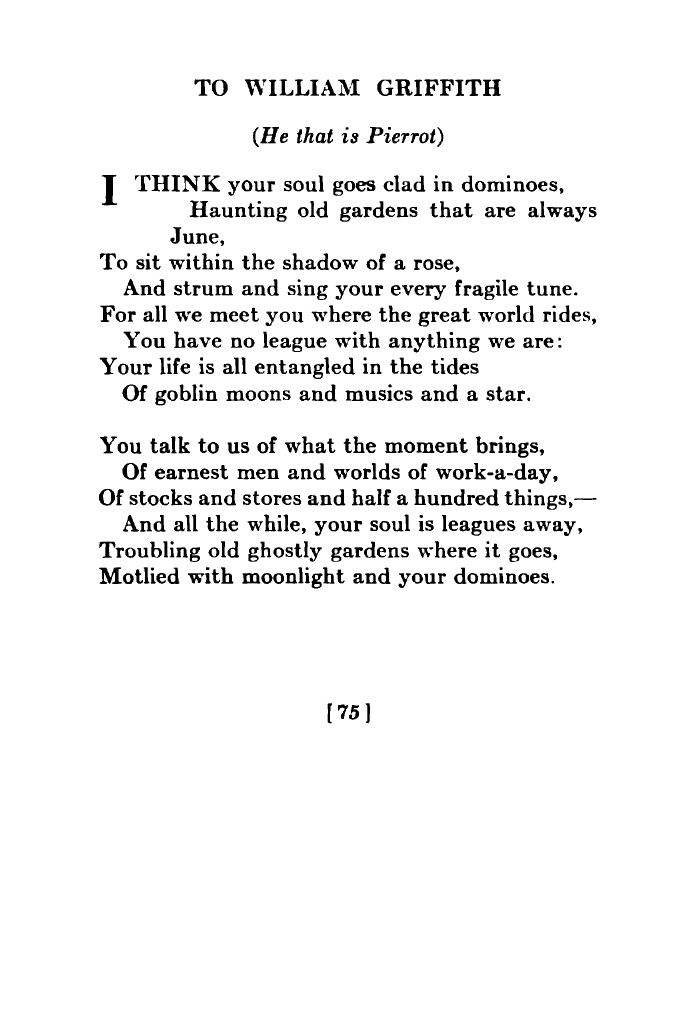 TO WILLIAM GRIFFITH
(He that is Pierrot)
I THINK your soul goes clad in dominoes,
Haunting old gardens that are always
June,
To sit within the shadow of a rose,
And strum and sing your every fragile tune.
For all we meet you where the great world rides,
You have no league with anything we are:
Your life is all entangled in the tides
Of goblin moons and musics and a star.
You talk to us of what the moment brings,
Of earnest men and worlds of work-a-day,
Of stocks and stores and half a hundred things,—
And all the while, your soul is leagues away,
Troubling old ghostly gardens where it goes,
Motlied with moonlight and your dominoes.
[75]